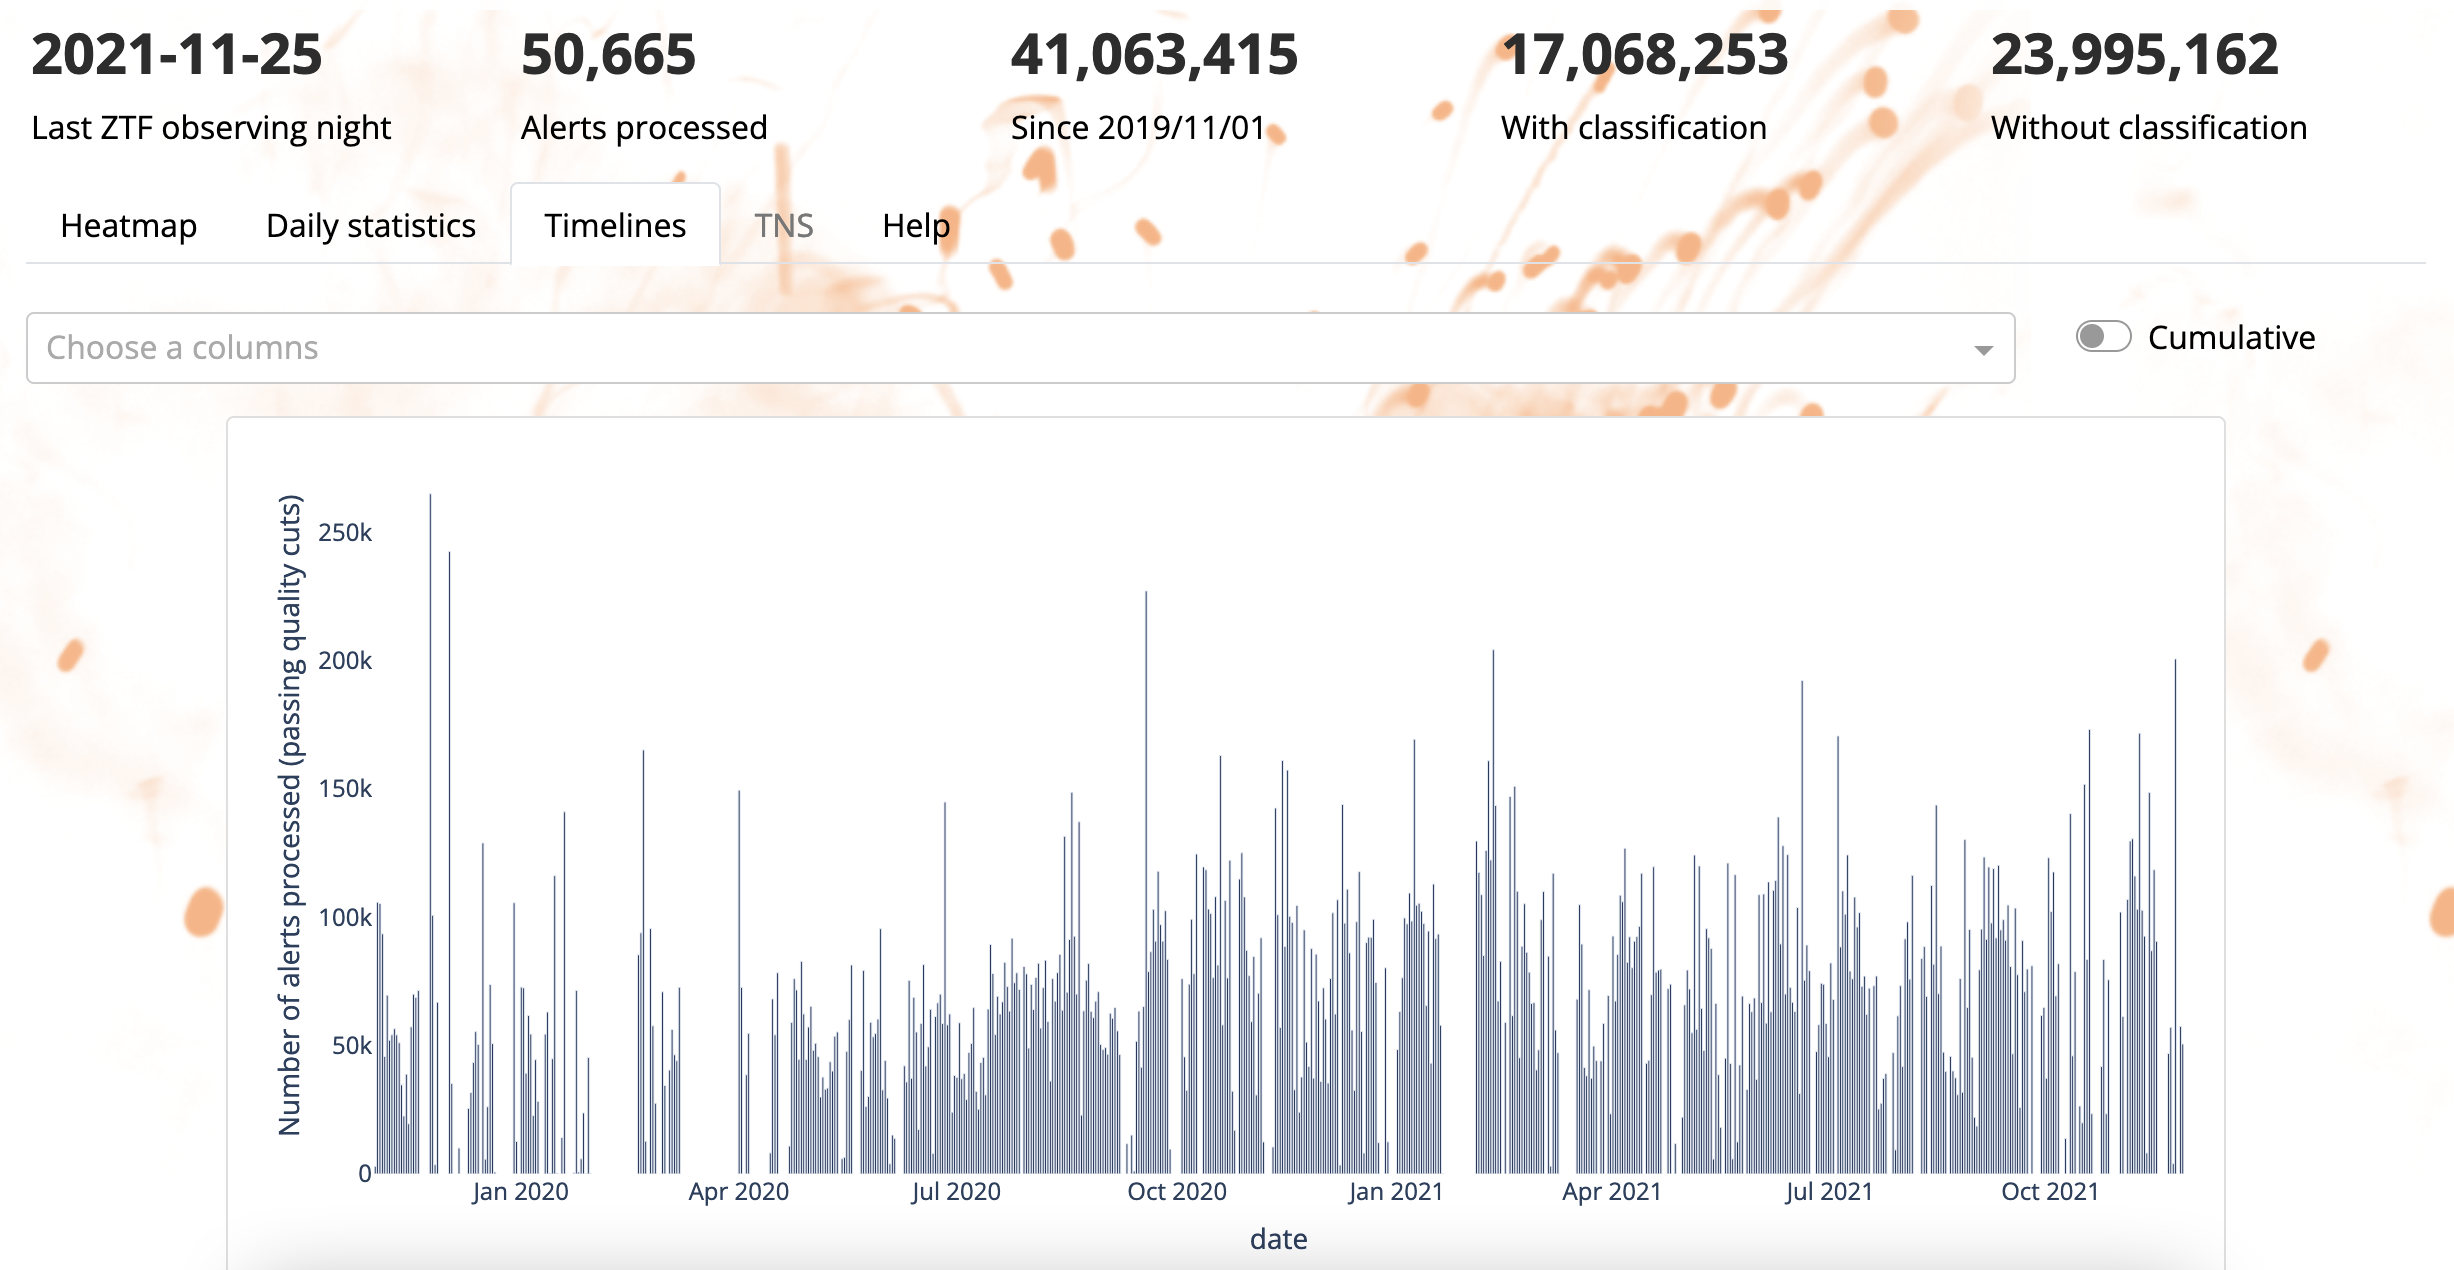 2021-11-25 50,665 41,063,415 17,068,253 23,995,162
Last ZTF observing night Alerts processed Since 2019/11/01 With classification Without classification
Heatmap Daily statistics Timelines TNS Help
Choose a columns Cumulative
Number of alerts processed (passing quality cuts)
250k
200k
150k
100k
50k
0
Jan 2020 Apr 2020 Jul 2020 Oct 2020 Jan 2021 Apr 2021 Jul 2021 Oct 2021
date